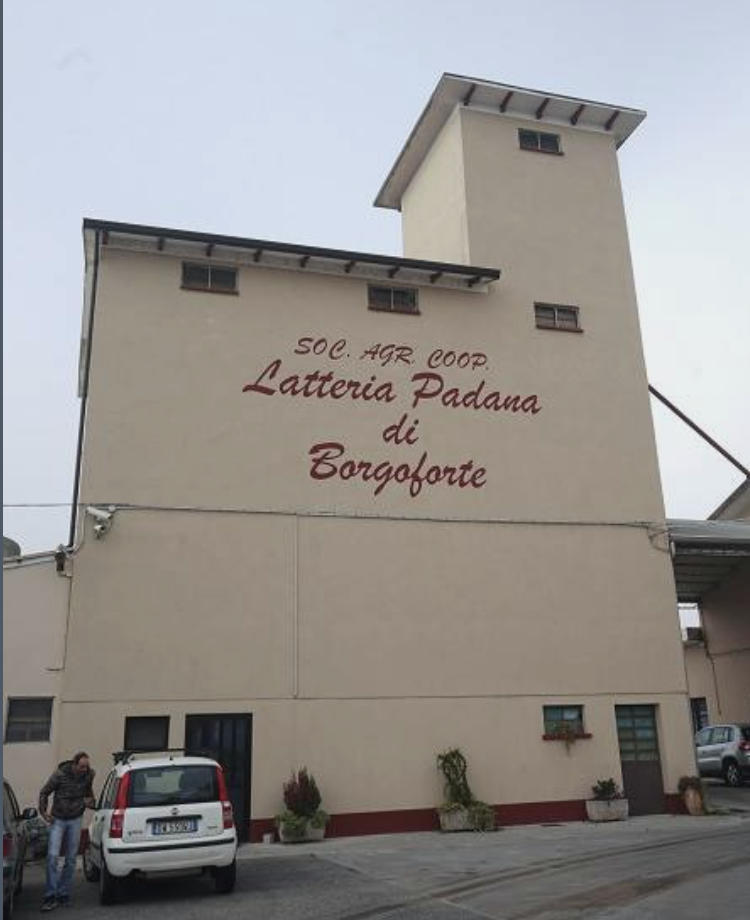 SOC. AGR. COOP.
Latteria Padana
di
Borgoforte